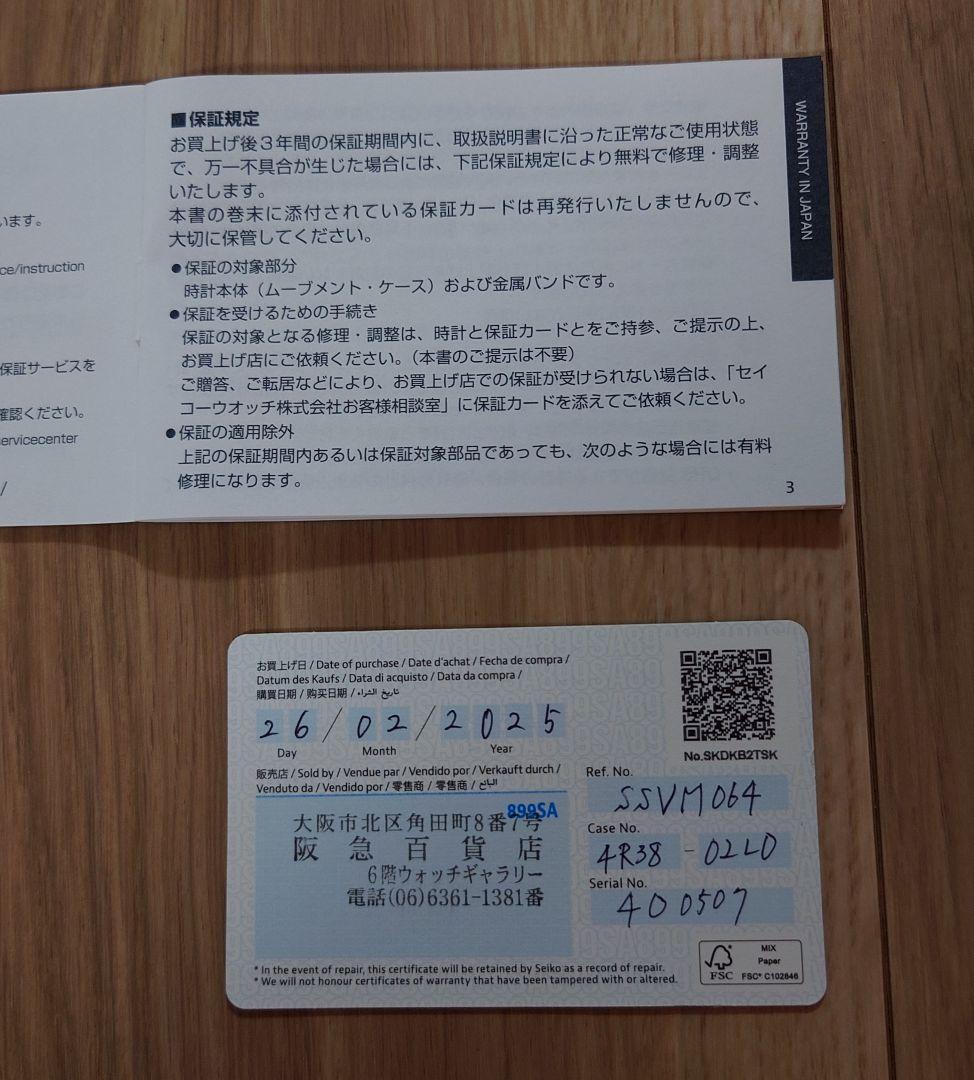 います。
ce/instruction
保証サービスを
確認ください。
servicecenter
/
■保証規定
お買上げ後3年間の保証期間内に、取扱説明書に沿った正常なご使用状態
で、万一不具合が生じた場合には、下記保証規定により無料で修理・調整
いたします。
本書の巻末に添付されている保証カードは再発行いたしませんので、
大切に保管してください。
●保証の対象部分
時計本体（ムーブメント・ケース）および金属バンドです。
●保証を受けるための手続き
保証の対象となる修理・調整は、時計と保証カードとをご持参、ご提示の上、
お買上げ店にご依頼ください。（本書のご提示は不要）
ご贈答、ご転居などにより、お買上げ店での保証が受けられない場合は、「セイ
コーウオッチ株式会社お客様相談室」に保証カードを添えてご依頼ください。
●保証の適用除外
上記の保証期間内あるいは保証対象部品であっても、次のような場合には有料
修理になります。
3
WARRANTY IN JAPAN
お買上げ日 / Date of purchase / Date d'achat / Fecha de compra /
Datum des Kaufs / Data di acquisto / Data da compra /
購買日期 / 购买日期 / تاريخ الشراء
26 / 02 / 2025
Day Month Year
販売店 / Sold by / Vendue par / Vendido por / Verkauft durch /
Venduto da / Vendido por / 零售商 / 零售商 / البائع
899SA
大阪市北区角田町8番7号
阪急百貨店
6階ウォッチギャラリー
電話(06)6361-1381番
No.SKDKB2TSK
Ref. No.
SSVM064
Case No.
4R38 - 02L0
Serial No.
400507
* In the event of repair, this certificate will be retained by Seiko as a record of repair.
* We will not honour certificates of warranty that have been tampered with or altered.
FSC
MIX
Paper
FSC® C102846